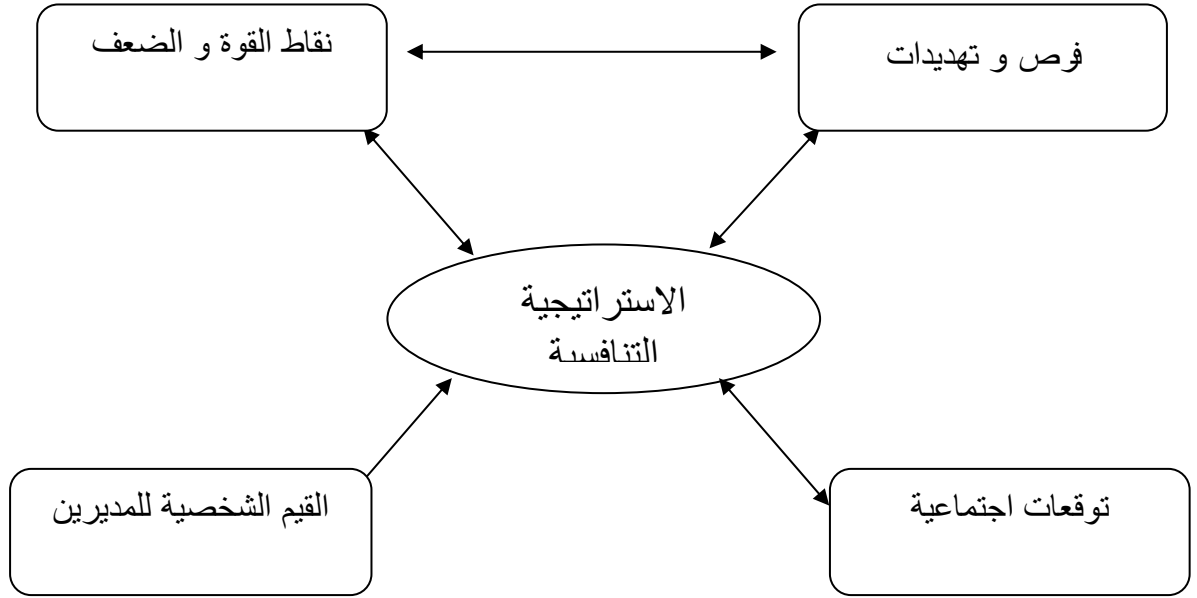 فرص و تهديدات
نقاط القوة و الضعف
الاستراتيجية
التنافسية
توقعات اجتماعية
القيم الشخصية للمديرين